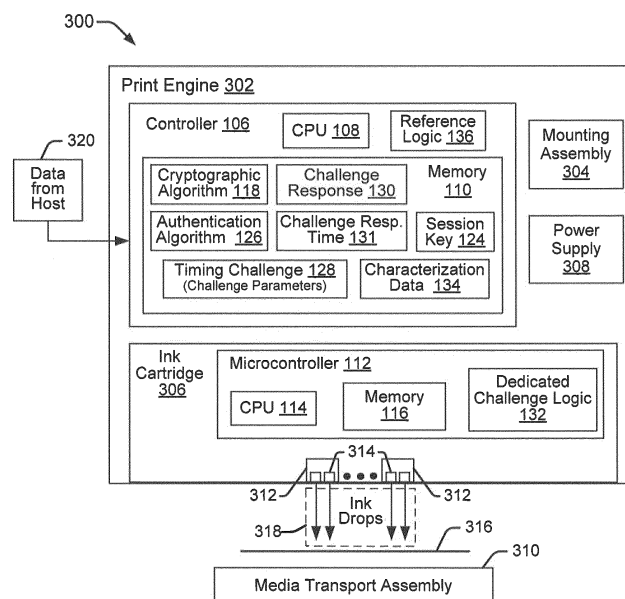 300
Print Engine 302
Controller 106
CPU 108
Reference
Logic 136
Mounting
Assembly
304
320
Data
from
Host
Cryptographic
Algorithm 118
Challenge
Response 130
Memory
110
Authentication
Algorithm 126
Challenge Resp.
Time 131
Session
Key 124
Timing Challenge 128
(Challenge Parameters)
Characterization
Data 134
Power
Supply
308
Ink
Cartridge
306
Microcontroller 112
CPU 114
Memory
116
Dedicated
Challenge Logic
132
312
314
312
318
Ink
Drops
316
310
Media Transport Assembly